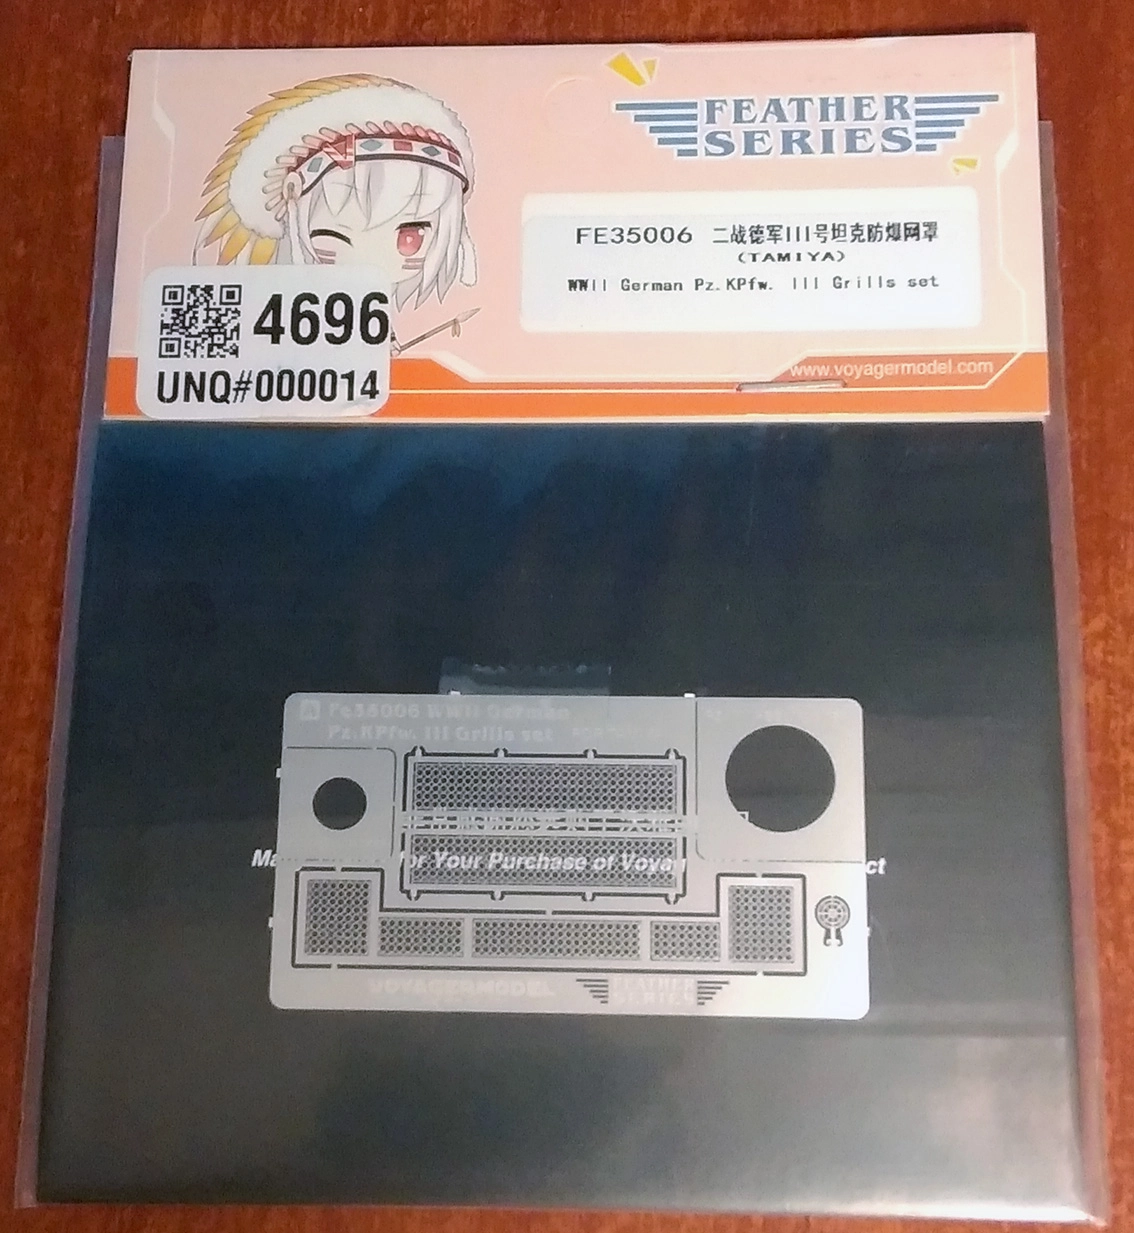 FEATHER
SERIES
FE35006 二战德军III号坦克防爆网罩
(TAMIYA)
WWII German Pz.KPfw. III Grills set
4696
UNQ#000014
www.voyagermodel.com
A Fe35006 WWII German
Pz.KPfw. III Grills set
or Your Purchase of Voya
ct
VOYAGERMODEL
FEATHER
SERIES